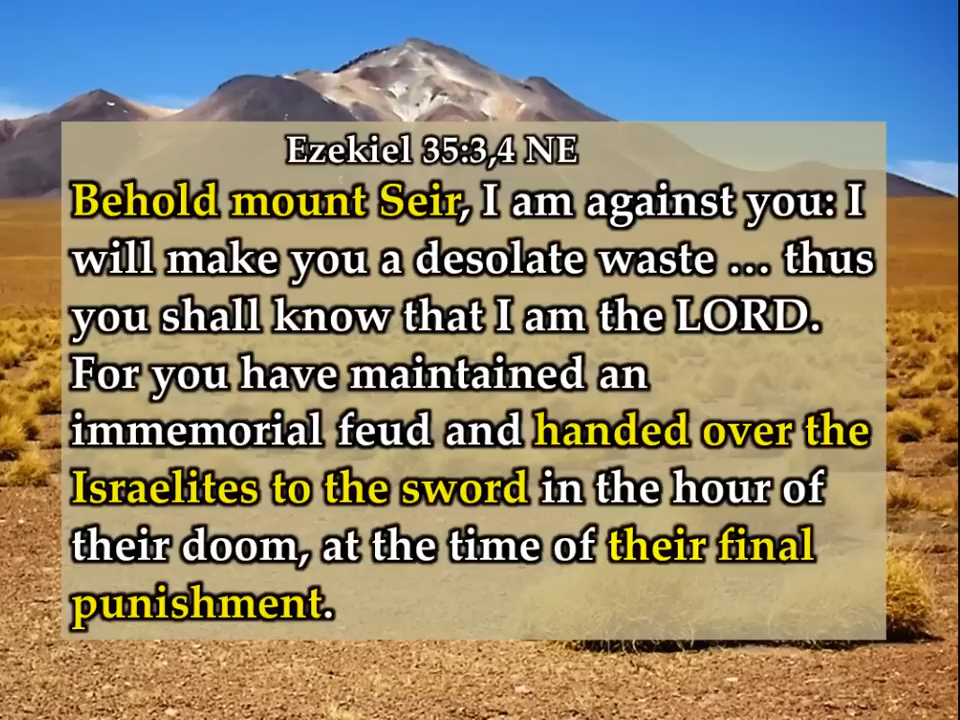 Ezekiel 35:3,4 NE
Behold mount Seir, I am against you: I
will make you a desolate waste … thus
you shall know that I am the LORD.
For you have maintained an
immemorial feud and handed over the
Israelites to the sword in the hour of
their doom, at the time of their final
punishment.